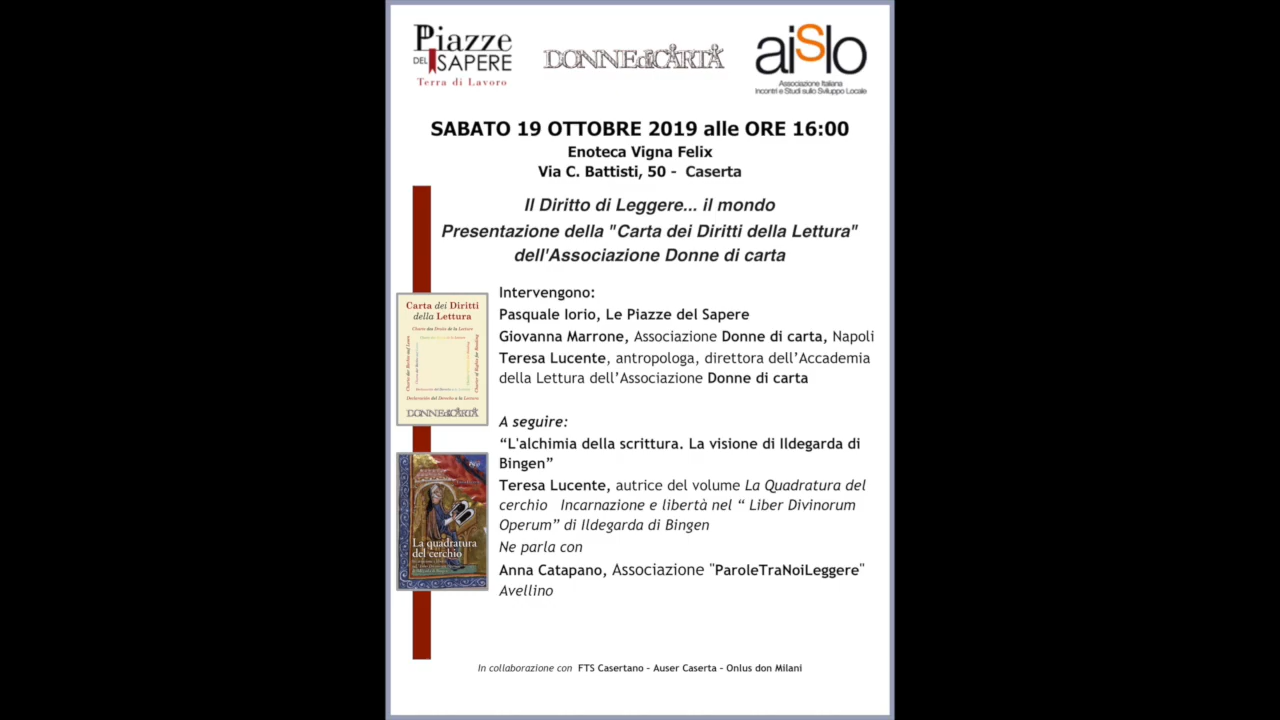 Piazze
DEL SAPERE
Terra di Lavoro
DONNE di CARTA
aislo
Associazione Italiana
Incontri e Studi sullo Sviluppo Locale
SABATO 19 OTTOBRE 2019 alle ORE 16:00
Enoteca Vigna Felix
Via C. Battisti, 50 - Caserta
Il Diritto di Leggere... il mondo
Presentazione della "Carta dei Diritti della Lettura"
dell'Associazione Donne di carta
Carta dei Diritti
della Lettura
DONNE di CARTA
Intervengono:
Pasquale Iorio, Le Piazze del Sapere
Giovanna Marrone, Associazione Donne di carta, Napoli
Teresa Lucente, antropologa, direttora dell’Accademia
della Lettura dell’Associazione Donne di carta
A seguire:
“L'alchimia della scrittura. La visione di Ildegarda di
Bingen”
Teresa Lucente, autrice del volume La Quadratura del
cerchio Incarnazione e libertà nel “ Liber Divinorum
Operum” di Ildegarda di Bingen
Ne parla con
Anna Catapano, Associazione "ParoleTraNoiLeggere"
Avellino
La quadratura
del cerchio
In collaborazione con FTS Casertano - Auser Caserta - Onlus don Milani